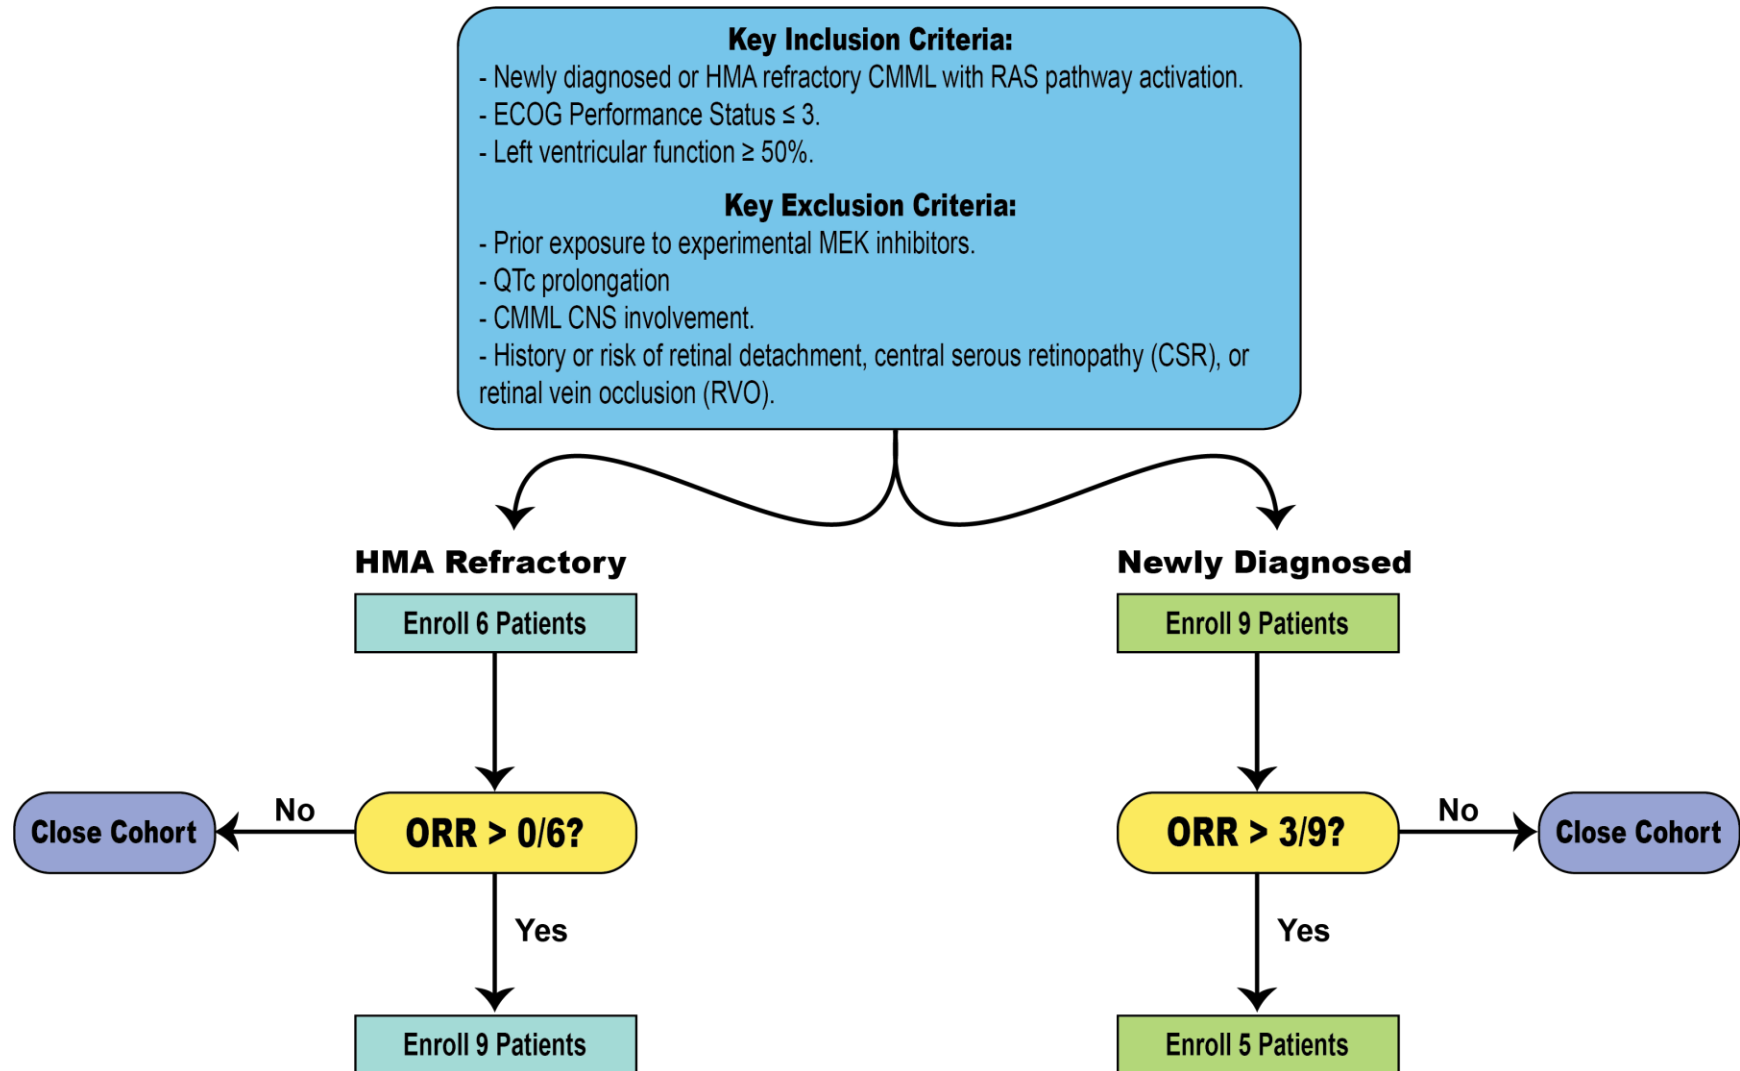 Key Inclusion Criteria:
- Newly diagnosed or HMA refractory CMML with RAS pathway activation.
- ECOG Performance Status ≤ 3.
- Left ventricular function ≥ 50%.
Key Exclusion Criteria:
- Prior exposure to experimental MEK inhibitors.
- QTc prolongation
- CMML CNS involvement.
- History or risk of retinal detachment, central serous retinopathy (CSR), or
retinal vein occlusion (RVO).
HMA Refractory
Newly Diagnosed
Enroll 6 Patients
Enroll 9 Patients
Close Cohort
No
ORR > 0/6?
ORR > 3/9?
No
Close Cohort
Yes
Yes
Enroll 9 Patients
Enroll 5 Patients